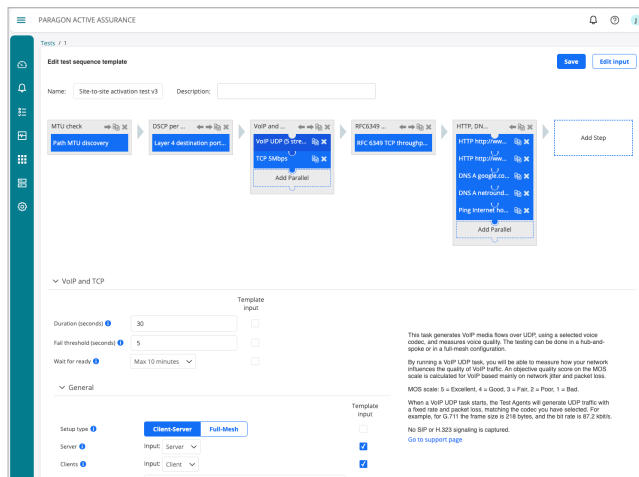 PARAGON ACTIVE ASSURANCE
Tests / 1
Edit test sequence template
Save
Edit input
Name:
Site-to-site activation test v3
Description:
MTU check
DSCP per ...
VoIP and ...
RFC6349 ...
HTTP, DN...
Path MTU discovery
Layer 4 destination port...
VoIP UDP (5 stre...
RFC 6349 TCP throughp...
HTTP http://ww...
Add Step
TCP 5Mbps
HTTP http://ww...
Add Parallel
DNS A google.co...
DNS A netround...
Ping Internet ho...
Add Parallel
VoIP and TCP
Template
input
Duration (seconds)
30
Fail threshold (seconds)
5
Wait for ready
Max 10 minutes
General
Template
input
Setup type
Client-Server
Full-Mesh
Server
Input:
Server
Clients
Input:
Client
This task generates VoIP media flows over UDP, using a selected voice
codec, and measures voice quality. The testing can be done in a hub-and-
spoke or in a full-mesh configuration.
By running a VoIP UDP task, you will be able to measure how your network
influences the quality of VoIP traffic. An objective quality score on the MOS
scale is calculated for VoIP based mainly on network jitter and packet loss.
MOS scale: 5 = Excellent, 4 = Good, 3 = Fair, 2 = Poor, 1 = Bad.
When a VoIP UDP task starts, the Test Agents will generate UDP traffic with
a fixed rate and packet loss, matching the codec you have selected. For
example, for G.711 the frame size is 218 bytes, and the bit rate is 87.2 kbit/s.
No SIP or H.323 signaling is captured.
Go to support page